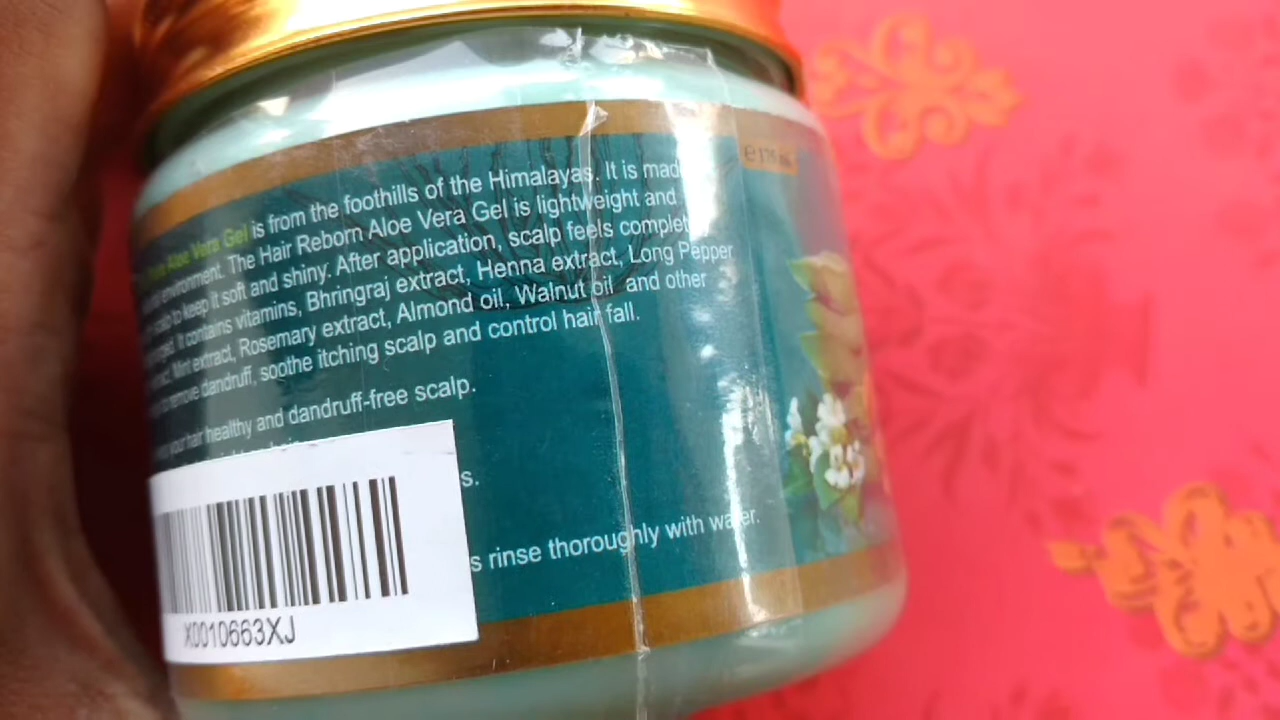 Aloe Vera Gel is from the foothills of the Himalayas. It is mad
environment. The Hair Reborn Aloe Vera Gel is lightweight and
scalp to keep it soft and shiny. After application, scalp feels complet
It contains vitamins, Bhringraj extract, Henna extract, Long Pepper
Mint extract, Rosemary extract, Almond oil, Walnut oil and other
remove dandruff, soothe itching scalp and control hair fall.
your hair healthy and dandruff-free scalp.
s.
s rinse thoroughly with water.
X0010663XJ